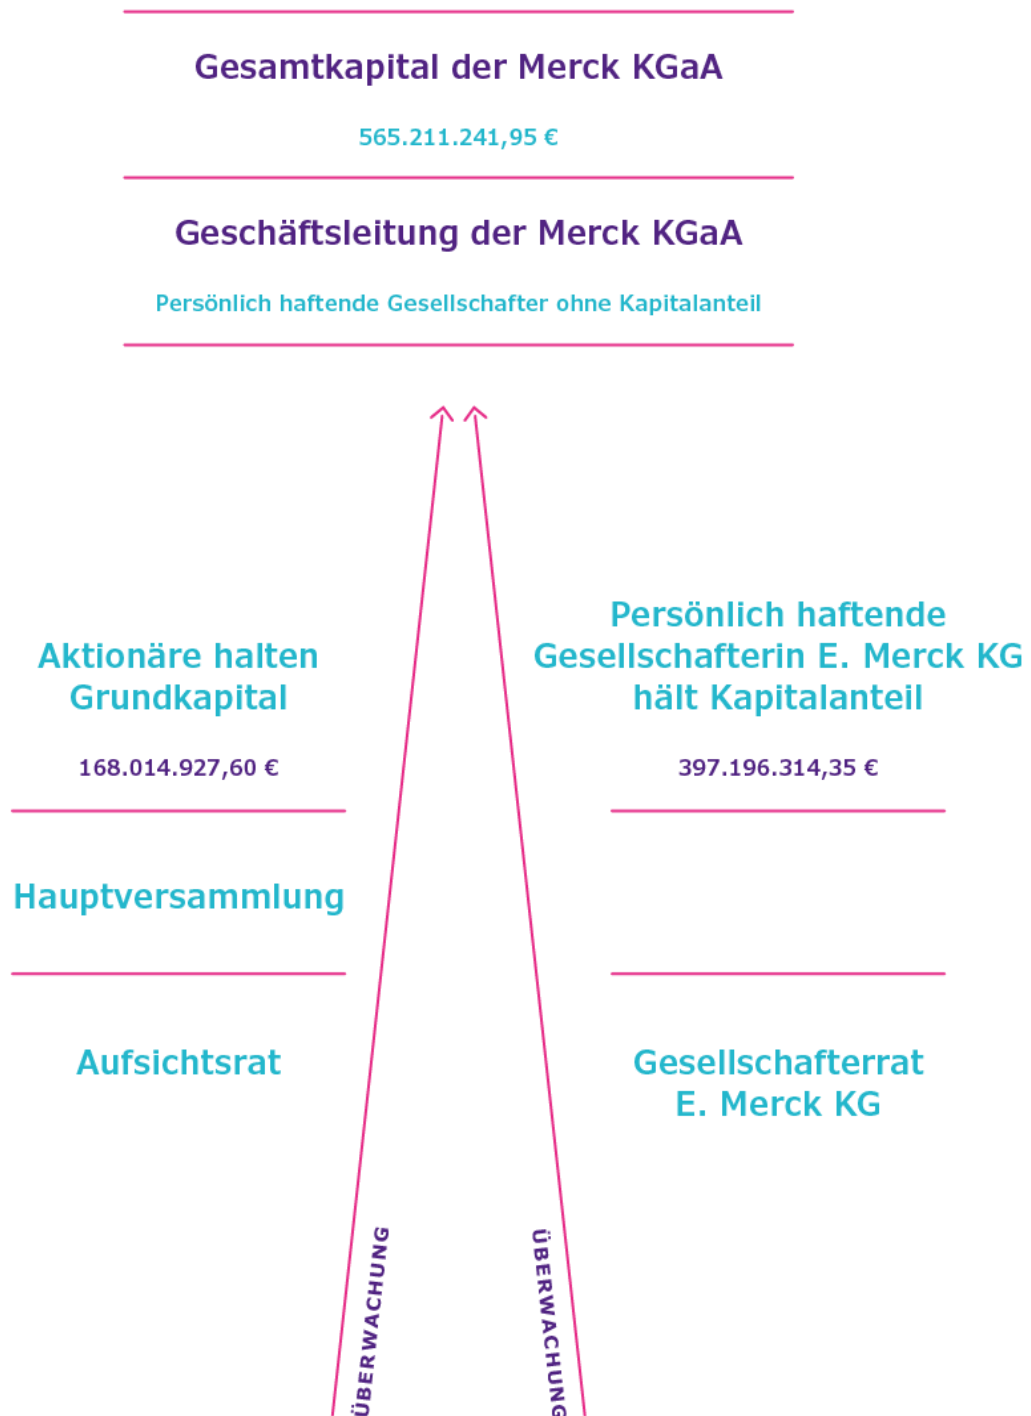 Gesamtkapital der Merck KGaA
565.211.241,95 €
Geschäftsleitung der Merck KGaA
Persönlich haftende Gesellschafter ohne Kapitalanteil
Aktionäre halten
Grundkapital
168.014.927,60 €
Hauptversammlung
Aufsichtsrat
Persönlich haftende
Gesellschafterin E. Merck KG
hält Kapitalanteil
397.196.314,35 €
Gesellschafterrat
E. Merck KG
ÜBERWACHUNG
ÜBERWACHUNG